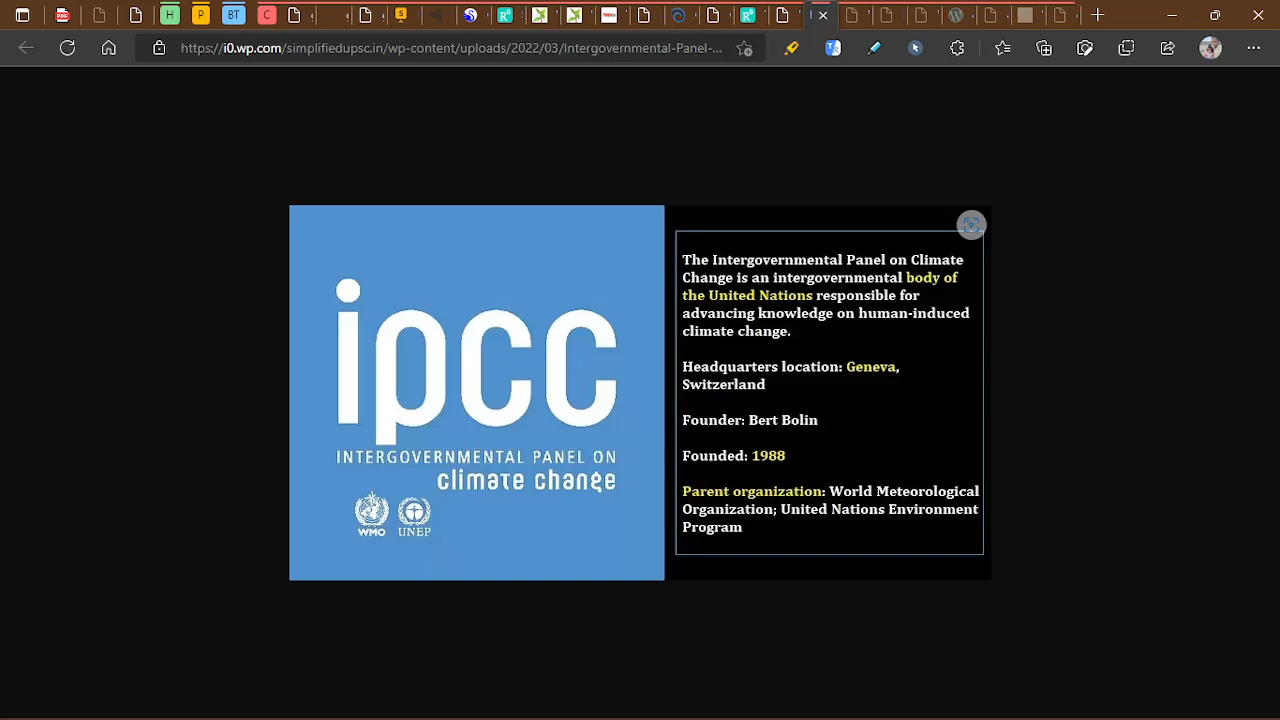 H
P
BT
C
https://i0.wp.com/simplifiedupsc.in/wp-content/uploads/2022/03/Intergovernmental-Panel-...
ipcc
INTERGOVERNMENTAL PANEL ON
climate change
WMO UNEP
The Intergovernmental Panel on Climate
Change is an intergovernmental body of
the United Nations responsible for
advancing knowledge on human-induced
climate change.
Headquarters location: Geneva,
Switzerland
Founder: Bert Bolin
Founded: 1988
Parent organization: World Meteorological
Organization; United Nations Environment
Program